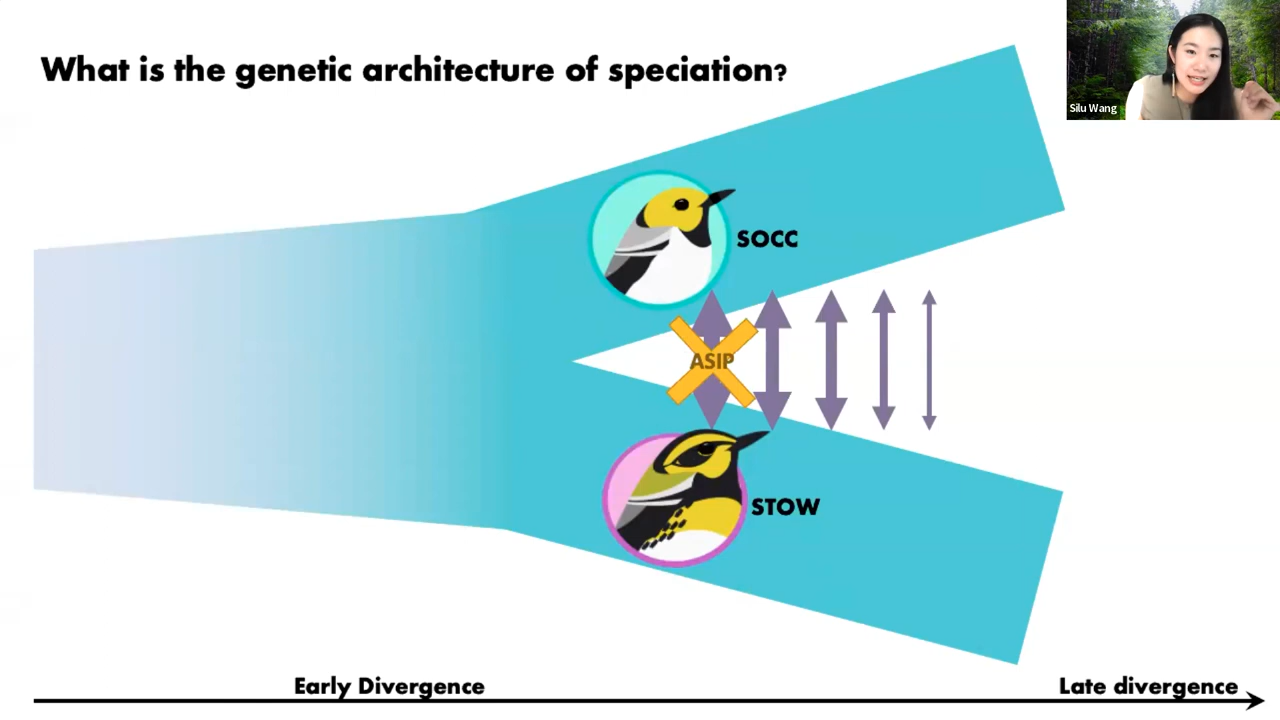 What is the genetic architecture of speciation?
Silu Wang
SOCC
ASIP
STOW
Early Divergence
Late divergence